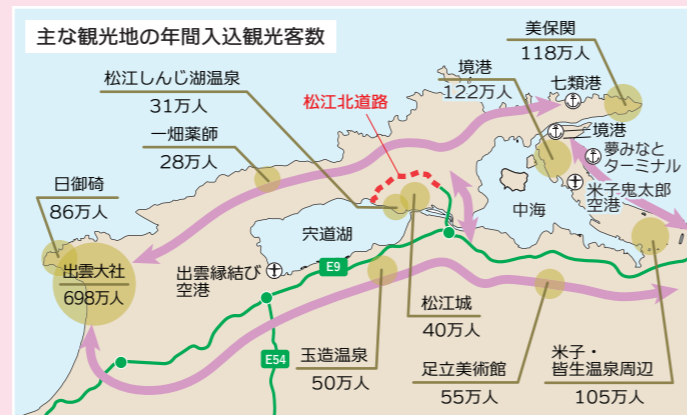 主な観光地の年間入込観光客数
美保関
118万人
境港
122万人
七類港
松江しんじ湖温泉
31万人
松江北道路
一畑薬師
28万人
境港
夢みなと
ターミナル
米子鬼太郎
空港
日御碕
86万人
中海
宍道湖
出雲大社
698万人
出雲縁結び
空港
E9
松江城
40万人
E54
玉造温泉
50万人
足立美術館
55万人
米子・
皆生温泉周辺
105万人